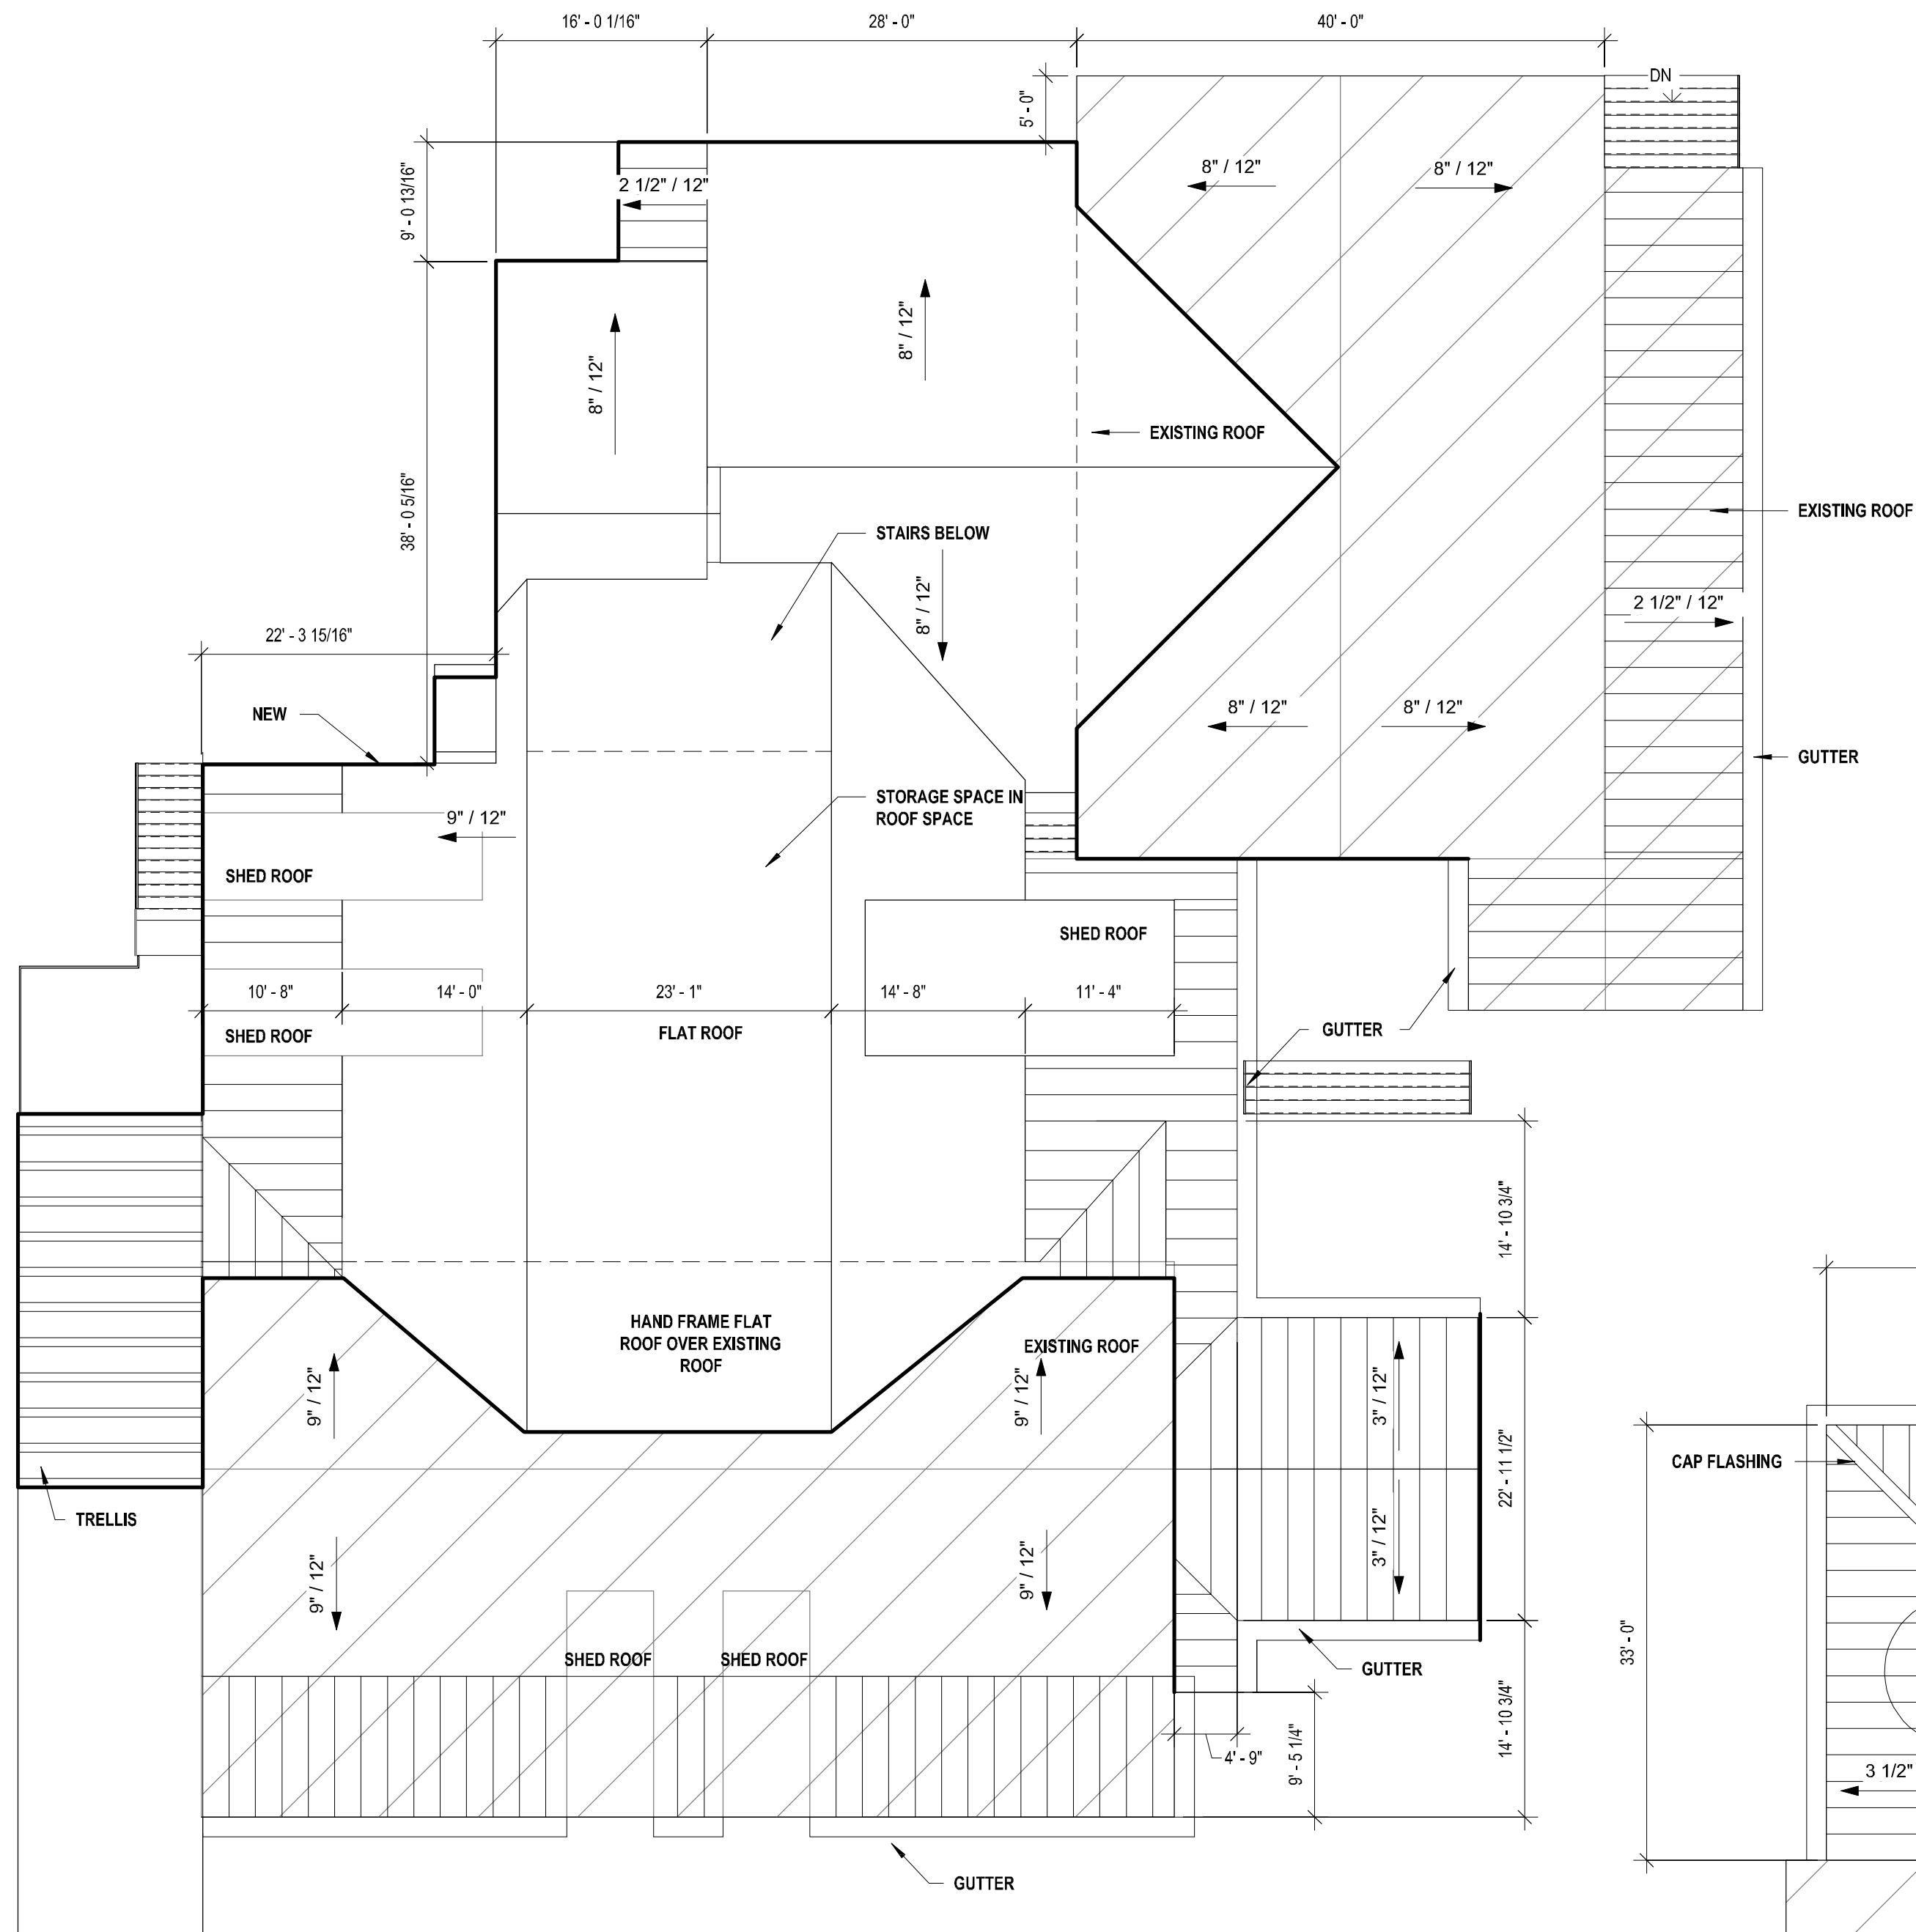 16' - 0 1/16"
28' - 0"
40' - 0"
DN
5' - 0"
9' - 0 13/16"
2 1/2" / 12"
8" / 12"
8" / 12"
8" / 12"
8" / 12"
EXISTING ROOF
38' - 0 5/16"
EXISTING ROOF
STAIRS BELOW
8" / 12"
2 1/2" / 12"
22' - 3 15/16"
NEW
8" / 12"
8" / 12"
GUTTER
STORAGE SPACE IN
ROOF SPACE
9" / 12"
SHED ROOF
SHED ROOF
10' - 8"
14' - 0"
23' - 1"
14' - 8"
11' - 4"
SHED ROOF
FLAT ROOF
GUTTER
14' - 10 3/4"
HAND FRAME FLAT
ROOF OVER EXISTING
ROOF
EXISTING ROOF
9" / 12"
9" / 12"
3" / 12"
22' - 11 1/2"
CAP FLASHING
TRELLIS
3" / 12"
9" / 12"
9" / 12"
33' - 0"
SHED ROOF
SHED ROOF
GUTTER
14' - 10 3/4"
4' - 9"
9' - 5 1/4"
3 1/2"
GUTTER